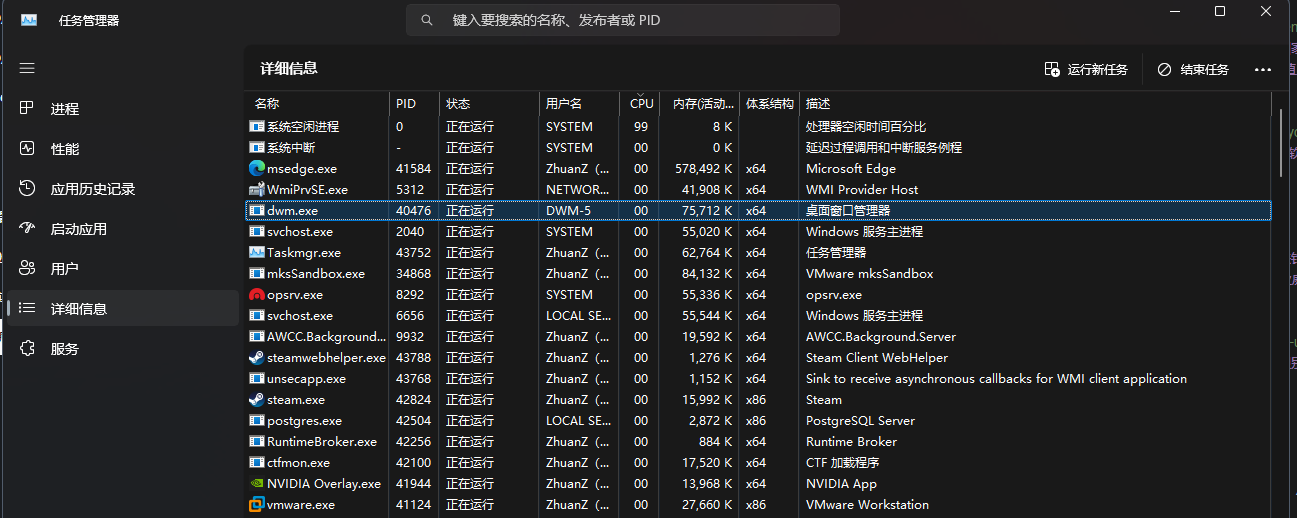 任务管理器
键入要搜索的名称、发布者或 PID
详细信息
运行新任务
结束任务
进程
性能
应用历史记录
启动应用
用户
详细信息
服务
名称 PID 状态 用户名 CPU 内存(活动... 体系结构 描述
系统空闲进程 0 正在运行 SYSTEM 99 8 K 处理器空闲时间百分比
系统中断 - 正在运行 SYSTEM 00 0 K 延迟过程调用和中断服务例程
msedge.exe 41584 正在运行 ZhuanZ（... 00 578,492 K x64 Microsoft Edge
WmiPrvSE.exe 5312 正在运行 NETWOR... 00 41,908 K x64 WMI Provider Host
dwm.exe 40476 正在运行 DWM-5 00 75,712 K x64 桌面窗口管理器
svchost.exe 2040 正在运行 SYSTEM 00 55,020 K x64 Windows 服务主进程
Taskmgr.exe 43752 正在运行 ZhuanZ（... 00 62,764 K x64 任务管理器
mksSandbox.exe 34868 正在运行 ZhuanZ（... 00 84,132 K x64 VMware mksSandbox
opsrv.exe 8292 正在运行 SYSTEM 00 55,336 K x64 opsrv.exe
svchost.exe 6656 正在运行 LOCAL SE... 00 55,544 K x64 Windows 服务主进程
AWCC.Background... 9932 正在运行 ZhuanZ（... 00 19,592 K x64 AWCC.Background.Server
steamwebhelper.exe 43788 正在运行 ZhuanZ（... 00 1,276 K x64 Steam Client WebHelper
unsecapp.exe 43768 正在运行 ZhuanZ（... 00 1,152 K x64 Sink to receive asynchronous callbacks for WMI client application
steam.exe 42824 正在运行 ZhuanZ（... 00 15,992 K x86 Steam
postgres.exe 42504 正在运行 LOCAL SE... 00 2,872 K x86 PostgreSQL Server
RuntimeBroker.exe 42256 正在运行 ZhuanZ（... 00 884 K x64 Runtime Broker
ctfmon.exe 42100 正在运行 ZhuanZ（... 00 17,520 K x64 CTF 加载程序
NVIDIA Overlay.exe 41944 正在运行 ZhuanZ（... 00 13,968 K x64 NVIDIA App
vmware.exe 41124 正在运行 ZhuanZ（... 00 27,660 K x86 VMware Workstation